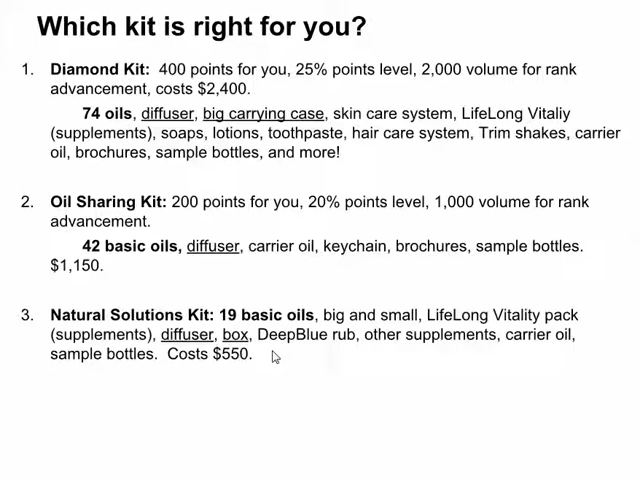 Which kit is right for you?
1. Diamond Kit: 400 points for you, 25% points level, 2,000 volume for rank
advancement, costs $2,400.
74 oils, diffuser, big carrying case, skin care system, LifeLong Vitaliy
(supplements), soaps, lotions, toothpaste, hair care system, Trim shakes, carrier
oil, brochures, sample bottles, and more!
2. Oil Sharing Kit: 200 points for you, 20% points level, 1,000 volume for rank
advancement.
42 basic oils, diffuser, carrier oil, keychain, brochures, sample bottles.
$1,150.
3. Natural Solutions Kit: 19 basic oils, big and small, LifeLong Vitality pack
(supplements), diffuser, box, DeepBlue rub, other supplements, carrier oil,
sample bottles. Costs $550.